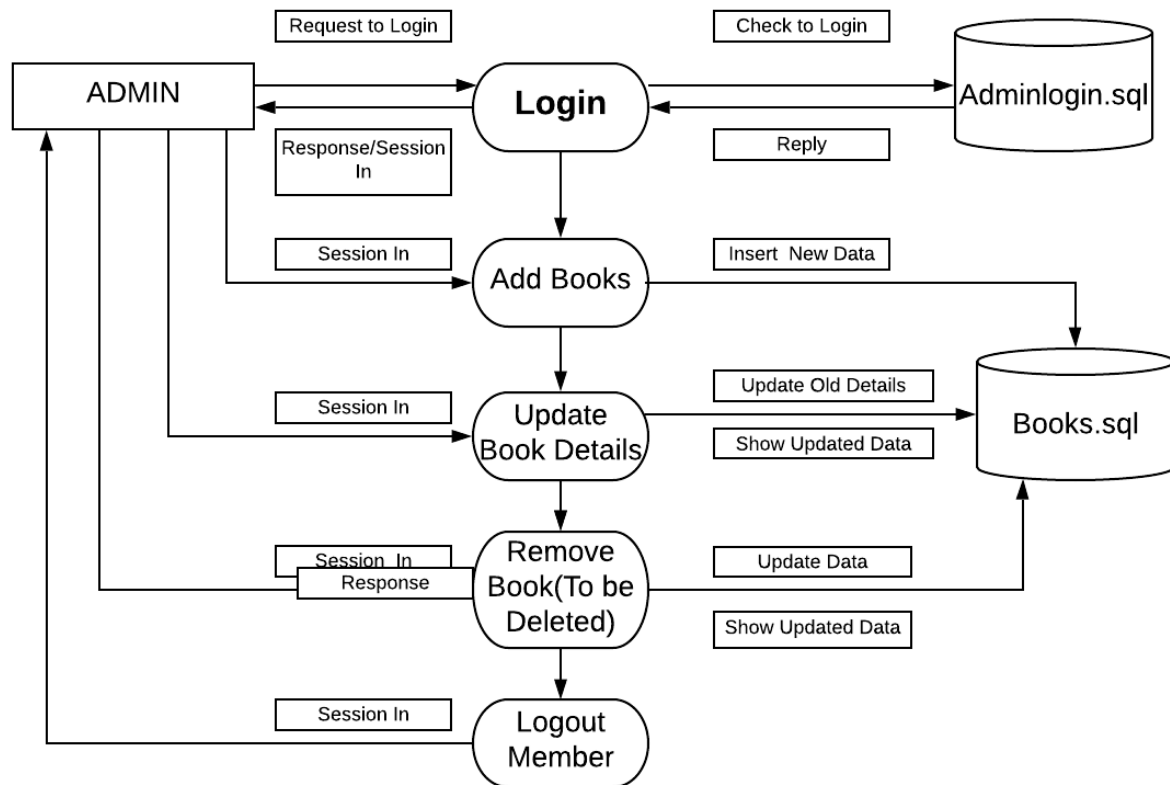 Request to Login
Check to Login
ADMIN
Login
Adminlogin.sql
Response/Session
In
Reply
Session In
Add Books
Insert  New Data
Session In
Update
Book Details
Update Old Details
Show Updated Data
Books.sql
Session  In
Response
Remove
Book(To be
Deleted)
Update Data
Show Updated Data
Session In
Logout
Member